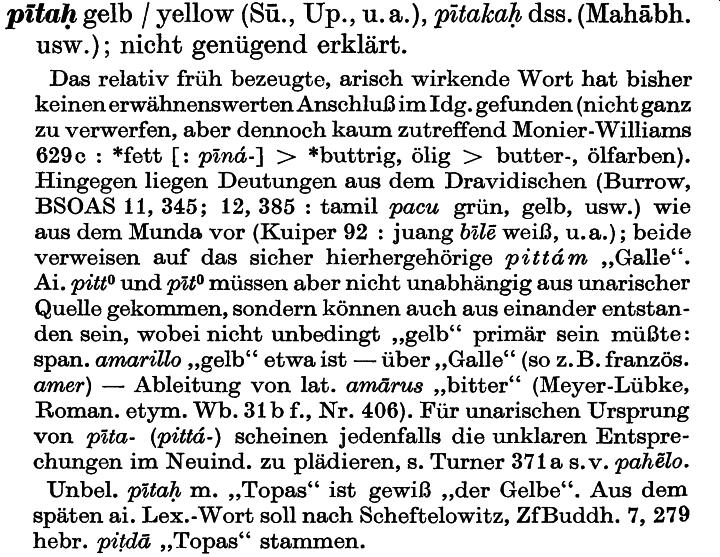 pītaḥ gelb / yellow (Sū., Up., u. a.), pītakaḥ dss. (Mahābh.
usw.); nicht genügend erklärt.
Das relativ früh bezeugte, arisch wirkende Wort hat bisher
keinen erwähnenswerten Anschluß im Idg. gefunden (nicht ganz
zu verwerfen, aber dennoch kaum zutreffend Monier-Williams
629c : *fett [: pīná-] > *buttrig, ölig > butter-, ölfarben).
Hingegen liegen Deutungen aus dem Dravidischen (Burrow,
BSOAS 11, 345; 12, 385 : tamil pacu grün, gelb, usw.) wie
aus dem Munda vor (Kuiper 92 : juang bīlē weiß, u.a.); beide
verweisen auf das sicher hierhergehörige pittám „Galle“.
Ai. pitt⁰ und pīt⁰ müssen aber nicht unabhängig aus unarischer
Quelle gekommen, sondern können auch aus einander entstan-
den sein, wobei nicht unbedingt „gelb“ primär sein müßte:
span. amarillo „gelb“ etwa ist — über „Galle“ (so z. B. französ.
amer) — Ableitung von lat. amārus „bitter“ (Meyer-Lübke,
Roman. etym. Wb. 31b f., Nr. 406). Für unarischen Ursprung
von pīta- (pittá-) scheinen jedenfalls die unklaren Entspre-
chungen im Neuind. zu plädieren, s. Turner 371a s.v. pahẽlo.
Unbel. pītaḥ m. „Topas“ ist gewiß „der Gelbe“. Aus dem
späten ai. Lex.-Wort soll nach Scheftelowitz, ZfBuddh. 7, 279
hebr. piṭdā „Topas“ stammen.